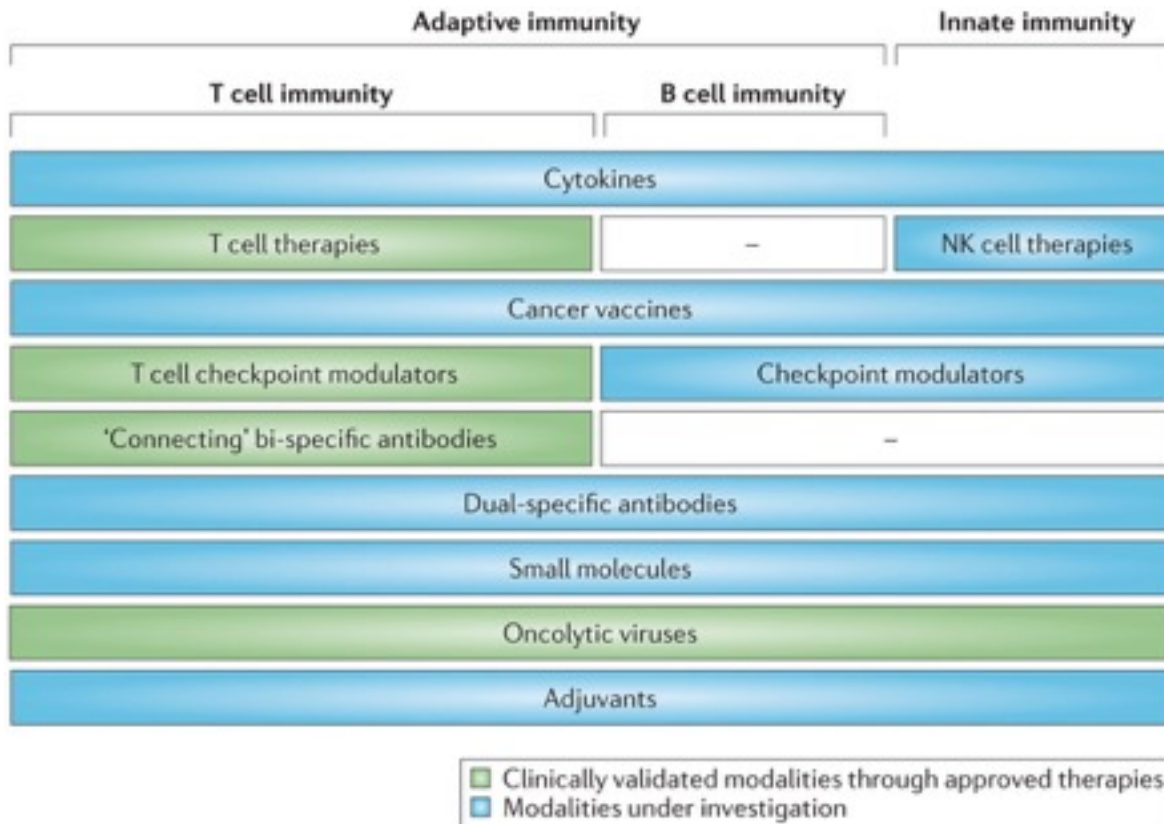 Adaptive immunity
Innate immunity
T cell immunity
B cell immunity
Cytokines
T cell therapies
–
NK cell therapies
Cancer vaccines
T cell checkpoint modulators
Checkpoint modulators
‘Connecting’ bi-specific antibodies
–
Dual-specific antibodies
Small molecules
Oncolytic viruses
Adjuvants
Clinically validated modalities through approved therapies
Modalities under investigation